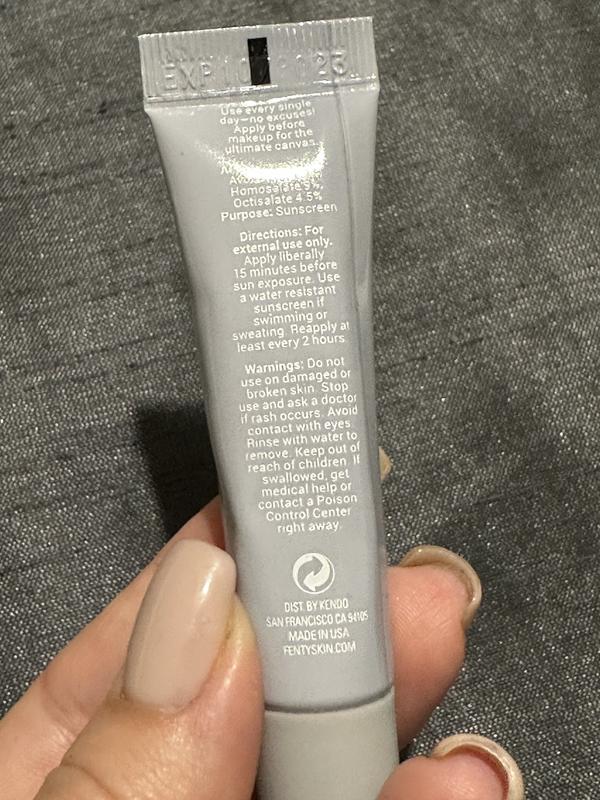 EXP 10 2023
Use every single
day—no excuses!
Apply before
makeup for the
ultimate canvas.
Homosalate 9%,
Octisalate 4.5%
Purpose: Sunscreen
Directions: For
external use only.
Apply liberally
15 minutes before
sun exposure. Use
a water resistant
sunscreen if
swimming or
sweating. Reapply at
least every 2 hours.
Warnings: Do not
use on damaged or
broken skin. Stop
use and ask a doctor
if rash occurs. Avoid
contact with eyes.
Rinse with water to
remove. Keep out of
reach of children. If
swallowed, get
medical help or
contact a Poison
Control Center
right away.
DIST. BY KENDO
SAN FRANCISCO CA 94105
MADE IN USA
FENTYSKIN.COM